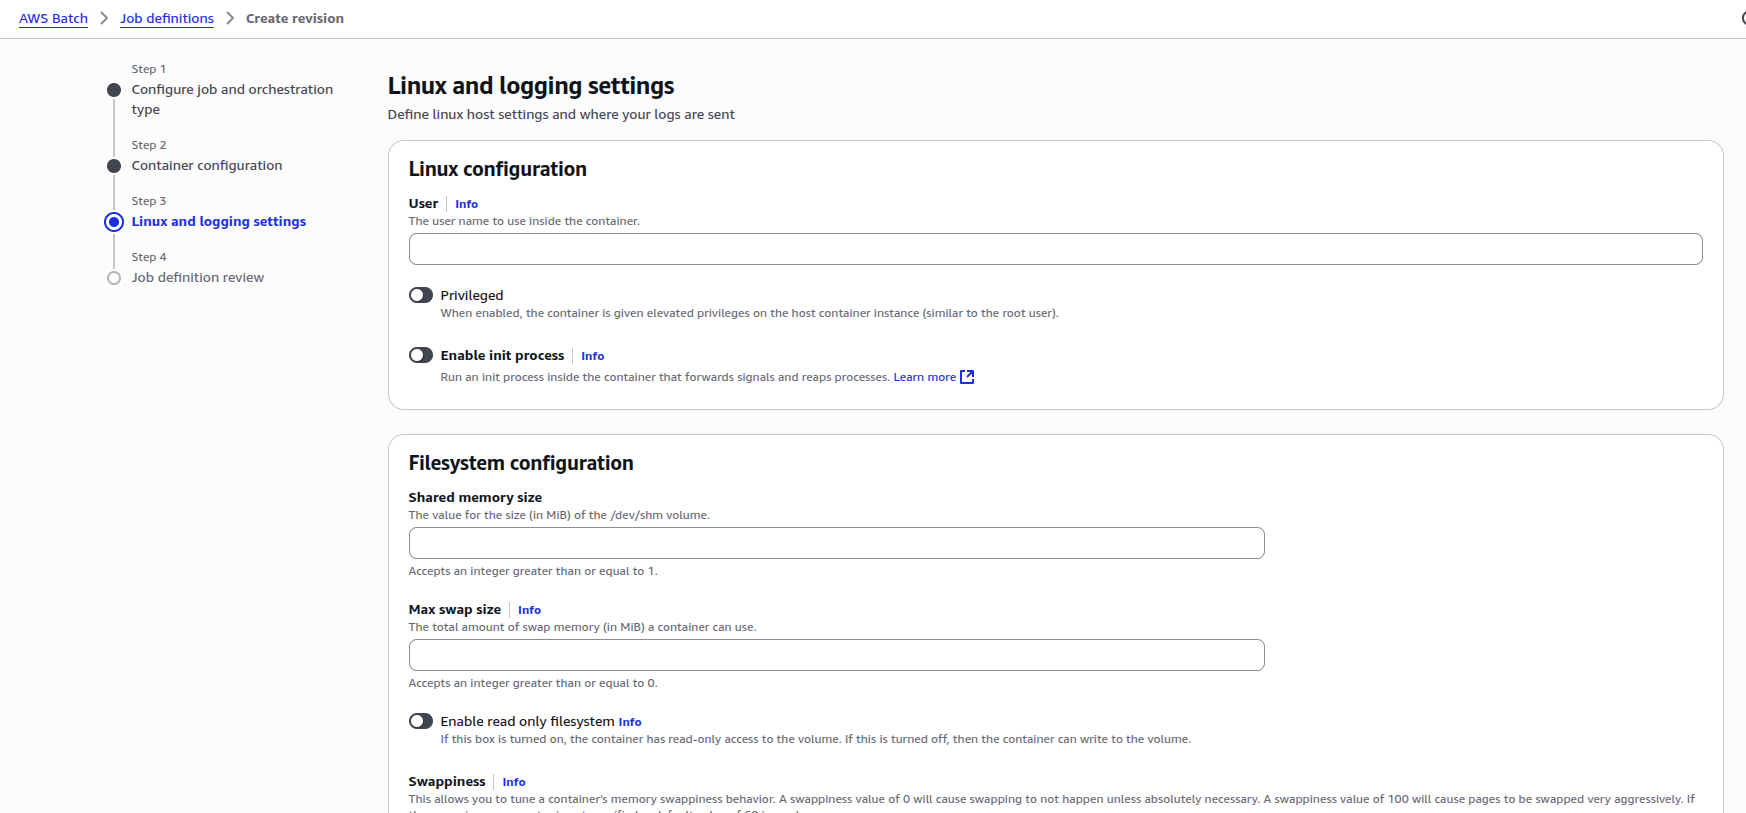 AWS Batch > Job definitions > Create revision
Step 1
Configure job and orchestration
type
Step 2
Container configuration
Step 3
Linux and logging settings
Step 4
Job definition review
Linux and logging settings
Define linux host settings and where your logs are sent
Linux configuration
User | Info
The user name to use inside the container.
Privileged
When enabled, the container is given elevated privileges on the host container instance (similar to the root user).
Enable init process | Info
Run an init process inside the container that forwards signals and reaps processes. Learn more
Filesystem configuration
Shared memory size
The value for the size (in MiB) of the /dev/shm volume.
Accepts an integer greater than or equal to 1.
Max swap size | Info
The total amount of swap memory (in MiB) a container can use.
Accepts an integer greater than or equal to 0.
Enable read only filesystem Info
If this box is turned on, the container has read-only access to the volume. If this is turned off, then the container can write to the volume.
Swappiness | Info
This allows you to tune a container's memory swappiness behavior. A swappiness value of 0 will cause swapping to not happen unless absolutely necessary. A swappiness value of 100 will cause pages to be swapped very aggressively. If